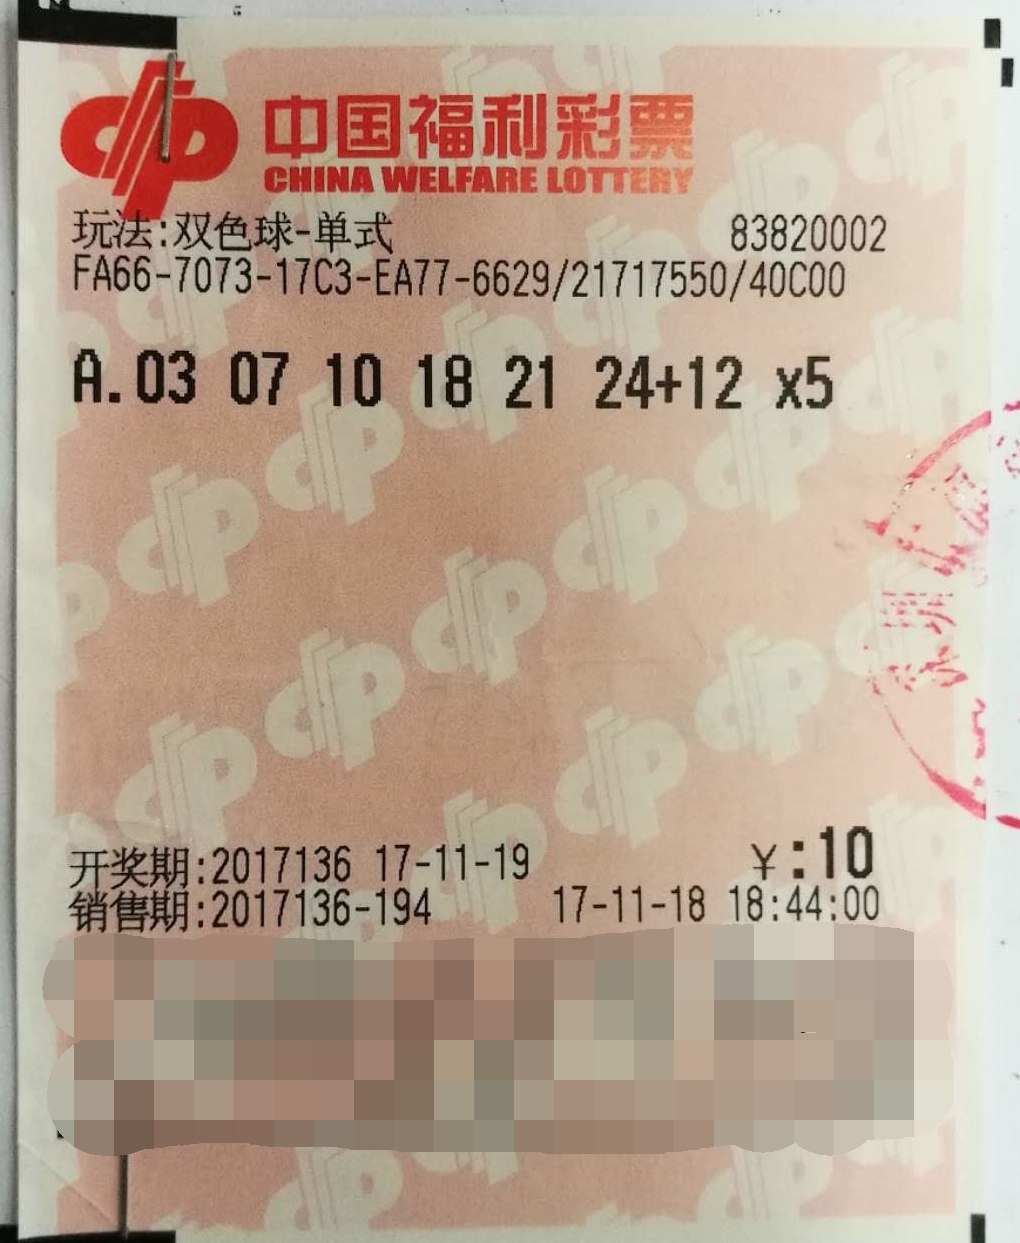 中国福利彩票
CHINA WELFARE LOTTERY
玩法:双色球-单式 83820002
FA66-7073-17C3-EA77-6629/21717550/40C00
A.03 07 10 18 21 24+12 x5
开奖期:2017136 17-11-19 ¥:10
销售期:2017136-194 17-11-18 18:44:00